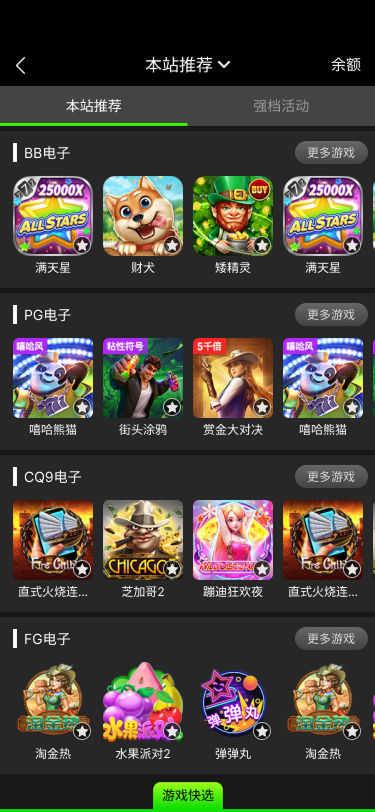 本站推荐
余额
本站推荐
强档活动
BB电子
更多游戏
25000X
ALL STARS
BUY
25000X
ALL STARS
满天星
财犬
矮精灵
满天星
PG电子
更多游戏
嘻哈风
粘性符号
5千倍
嘻哈风
嘻哈熊猫
街头涂鸦
赏金大对决
嘻哈熊猫
CQ9电子
更多游戏
Fire Chibi
CHICAGO
Fire Chibi
直式火烧连...
芝加哥2
蹦迪狂欢夜
直式火烧连...
FG电子
更多游戏
淘金热
水果派对
弹弹丸
淘金热
淘金热
水果派对2
弹弹丸
淘金热
游戏快选